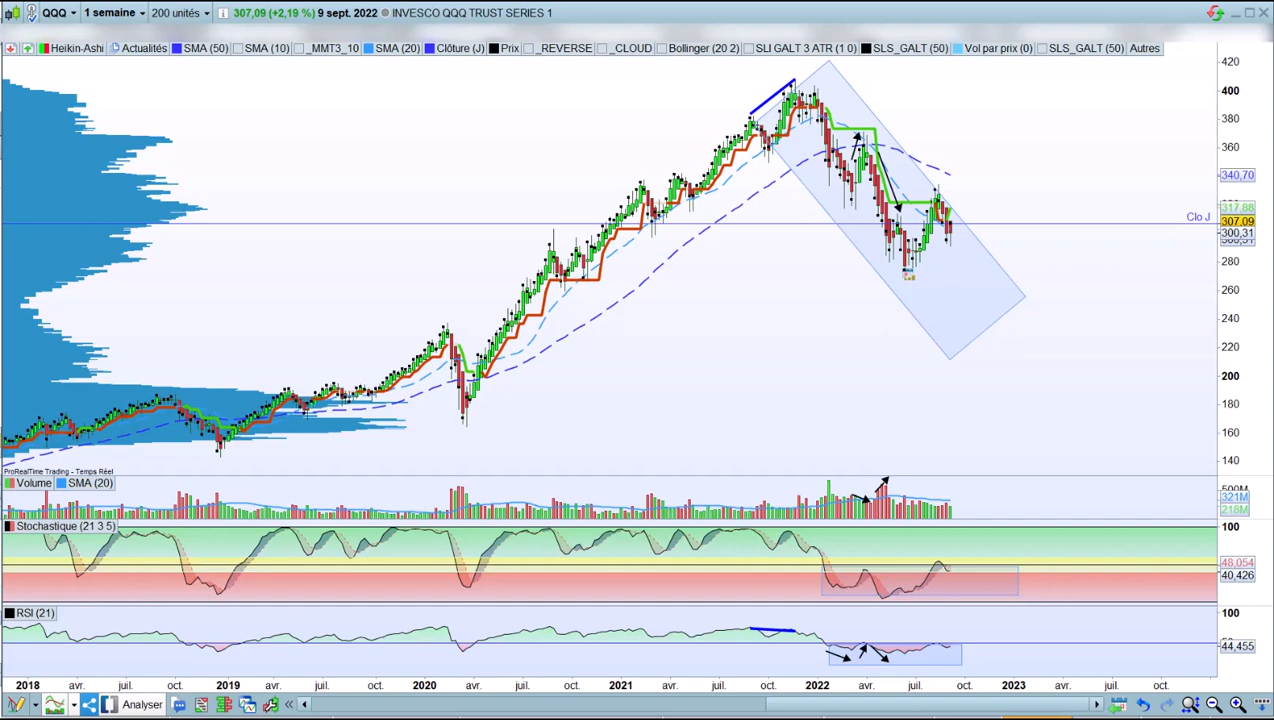 QQQ 1 semaine 200 unités 307,09 (+2,19 %) 9 sept. 2022 INVESCO QQQ TRUST SERIES 1
Heikin-Ashi Actualités SMA (50) SMA (10) _MMT3_10 SMA (20) Clôture (J) Prix _REVERSE _CLOUD Bollinger (20 2) SLI GALT 3 ATR (1 0) SLS_GALT (50) Vol par prix (0) SLS_GALT (50) Autres
420
400
380
360
340,70
317,88
Clo J
307,09
300,31
280
260
240
220
200
180
160
140
ProRealTime Trading - Temps Réel
Volume SMA (20)
500M
321M
218M
Stochastique (21 3 5)
100
48,054
40,426
RSI (21)
100
44,455
2018 avr. juil. oct. 2019 avr. juil. oct. 2020 avr. juil. oct. 2021 avr. juil. oct. 2022 avr. juil. oct. 2023 avr. juil. oct.
Analyser